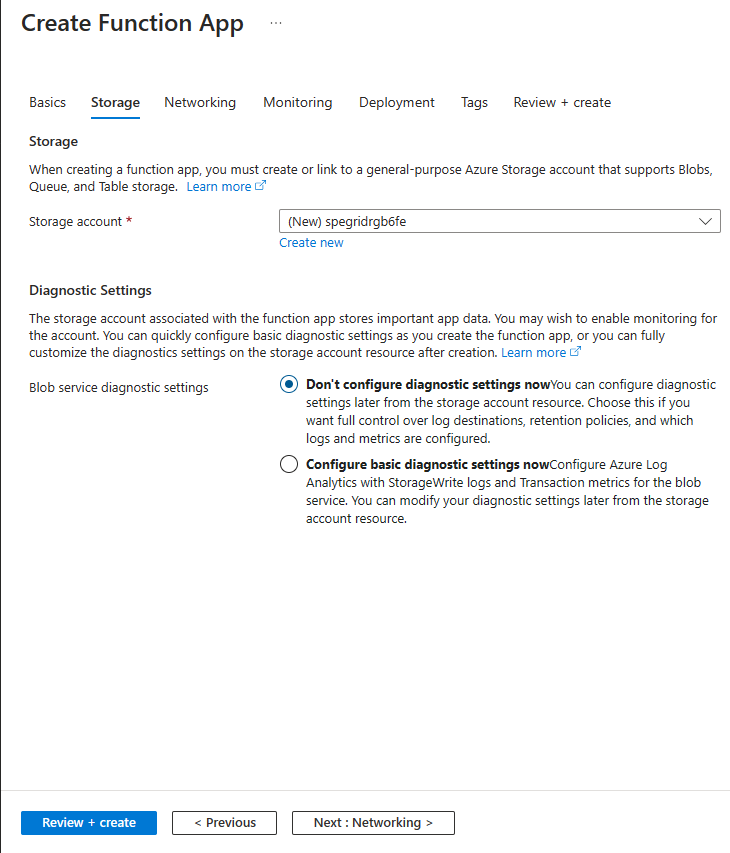 Create Function App ...
Basics Storage Networking Monitoring Deployment Tags Review + create
Storage
When creating a function app, you must create or link to a general-purpose Azure Storage account that supports Blobs,
Queue, and Table storage. Learn more
Storage account * (New) spegridrgb6fe
Create new
Diagnostic Settings
The storage account associated with the function app stores important app data. You may wish to enable monitoring for
the account. You can quickly configure basic diagnostic settings as you create the function app, or you can fully
customize the diagnostics settings on the storage account resource after creation. Learn more
Blob service diagnostic settings
Don't configure diagnostic settings nowYou can configure diagnostic
settings later from the storage account resource. Choose this if you
want full control over log destinations, retention policies, and which
logs and metrics are configured.
Configure basic diagnostic settings nowConfigure Azure Log
Analytics with StorageWrite logs and Transaction metrics for the blob
service. You can modify your diagnostic settings later from the storage
account resource.
Review + create < Previous Next : Networking >